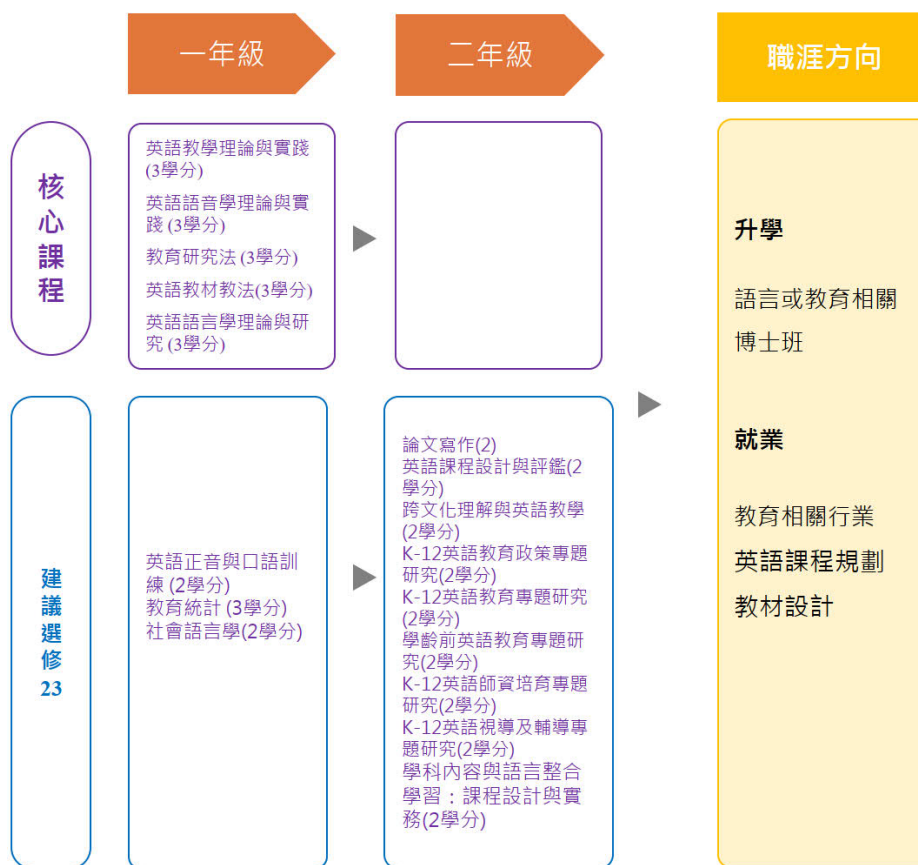 一年級
二年級
職涯方向
核
心
課
程
英語教學理論與實踐
(3學分)
英語語音學理論與實
踐 (3學分)
教育研究法 (3學分)
英語教材教法(3學分)
英語語言學理論與研
究 (3學分)
建
議
選
修
23
英語正音與口語訓
練 (2學分)
教育統計 (3學分)
社會語言學(2學分)
論文寫作(2)
英語課程設計與評鑑(2
學分)
跨文化理解與英語教學
(2學分)
K-12英語教育政策專題
研究(2學分)
K-12英語教育專題研究
(2學分)
學齡前英語教育專題研
究(2學分)
K-12英語師資培育專題
研究(2學分)
K-12英語視導及輔導專
題研究(2學分)
學科內容與語言整合
學習：課程設計與實
務(2學分)
升學
語言或教育相關
博士班
就業
教育相關行業
英語課程規劃
教材設計